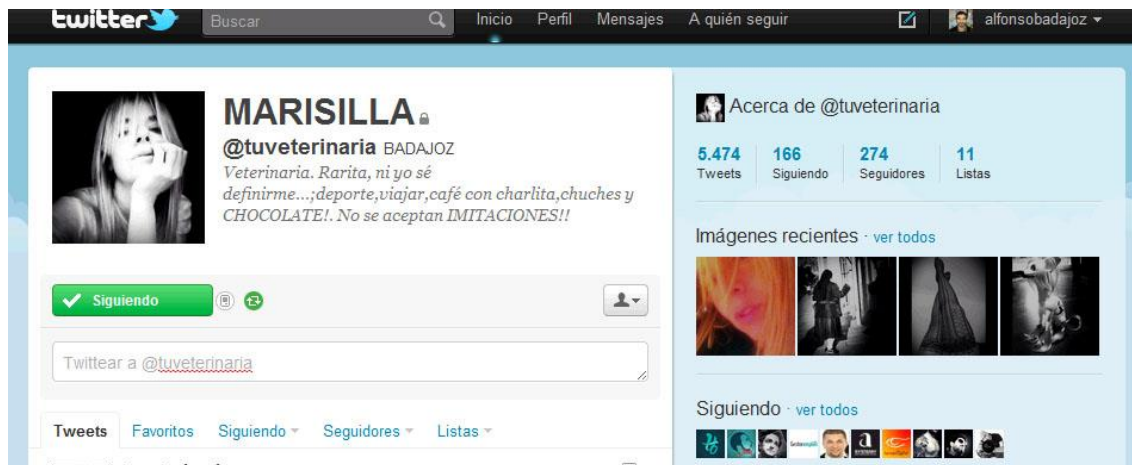 twitter Buscar Inicio Perfil Mensajes A quién seguir alfonsobadajoz
MARISILLA
@tuveterinaria BADAJOZ
Veterinaria. Rarita, ni yo sé
definirme...;deporte,viajar,café con charlita,chuches y
CHOCOLATE!. No se aceptan IMITACIONES!!
Siguiendo
Twittear a @tuveterinaria
Tweets Favoritos Siguiendo Seguidores Listas
Acerca de @tuveterinaria
5.474 166 274 11
Tweets Siguiendo Seguidores Listas
Imágenes recientes · ver todos
Siguiendo · ver todos
a